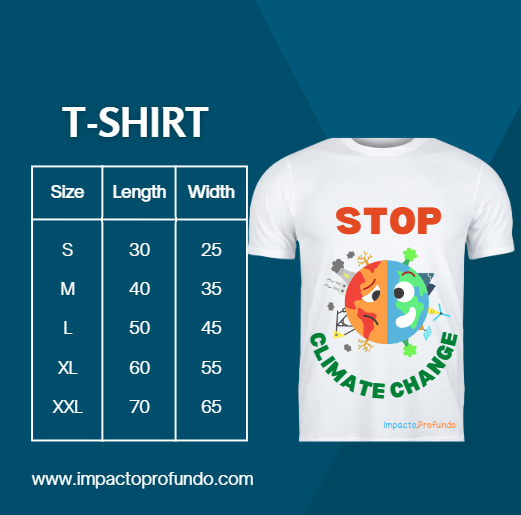 T-SHIRT
Size Length Width
S 30 25
M 40 35
L 50 45
XL 60 55
XXL 70 65
www.impactoprofundo.com
STOP
CLIMATE CHANGE
Impacto.Profundo